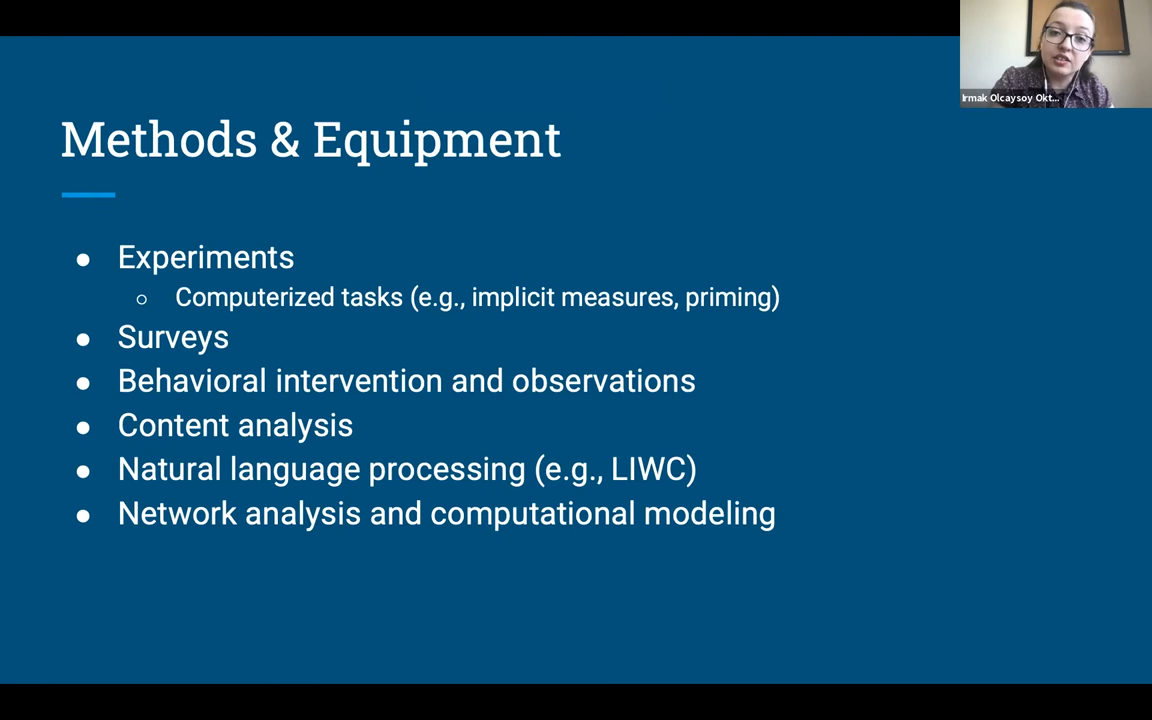 Irmak Olcaysoy Okt...
Methods & Equipment
● Experiments
○ Computerized tasks (e.g., implicit measures, priming)
● Surveys
● Behavioral intervention and observations
● Content analysis
● Natural language processing (e.g., LIWC)
● Network analysis and computational modeling